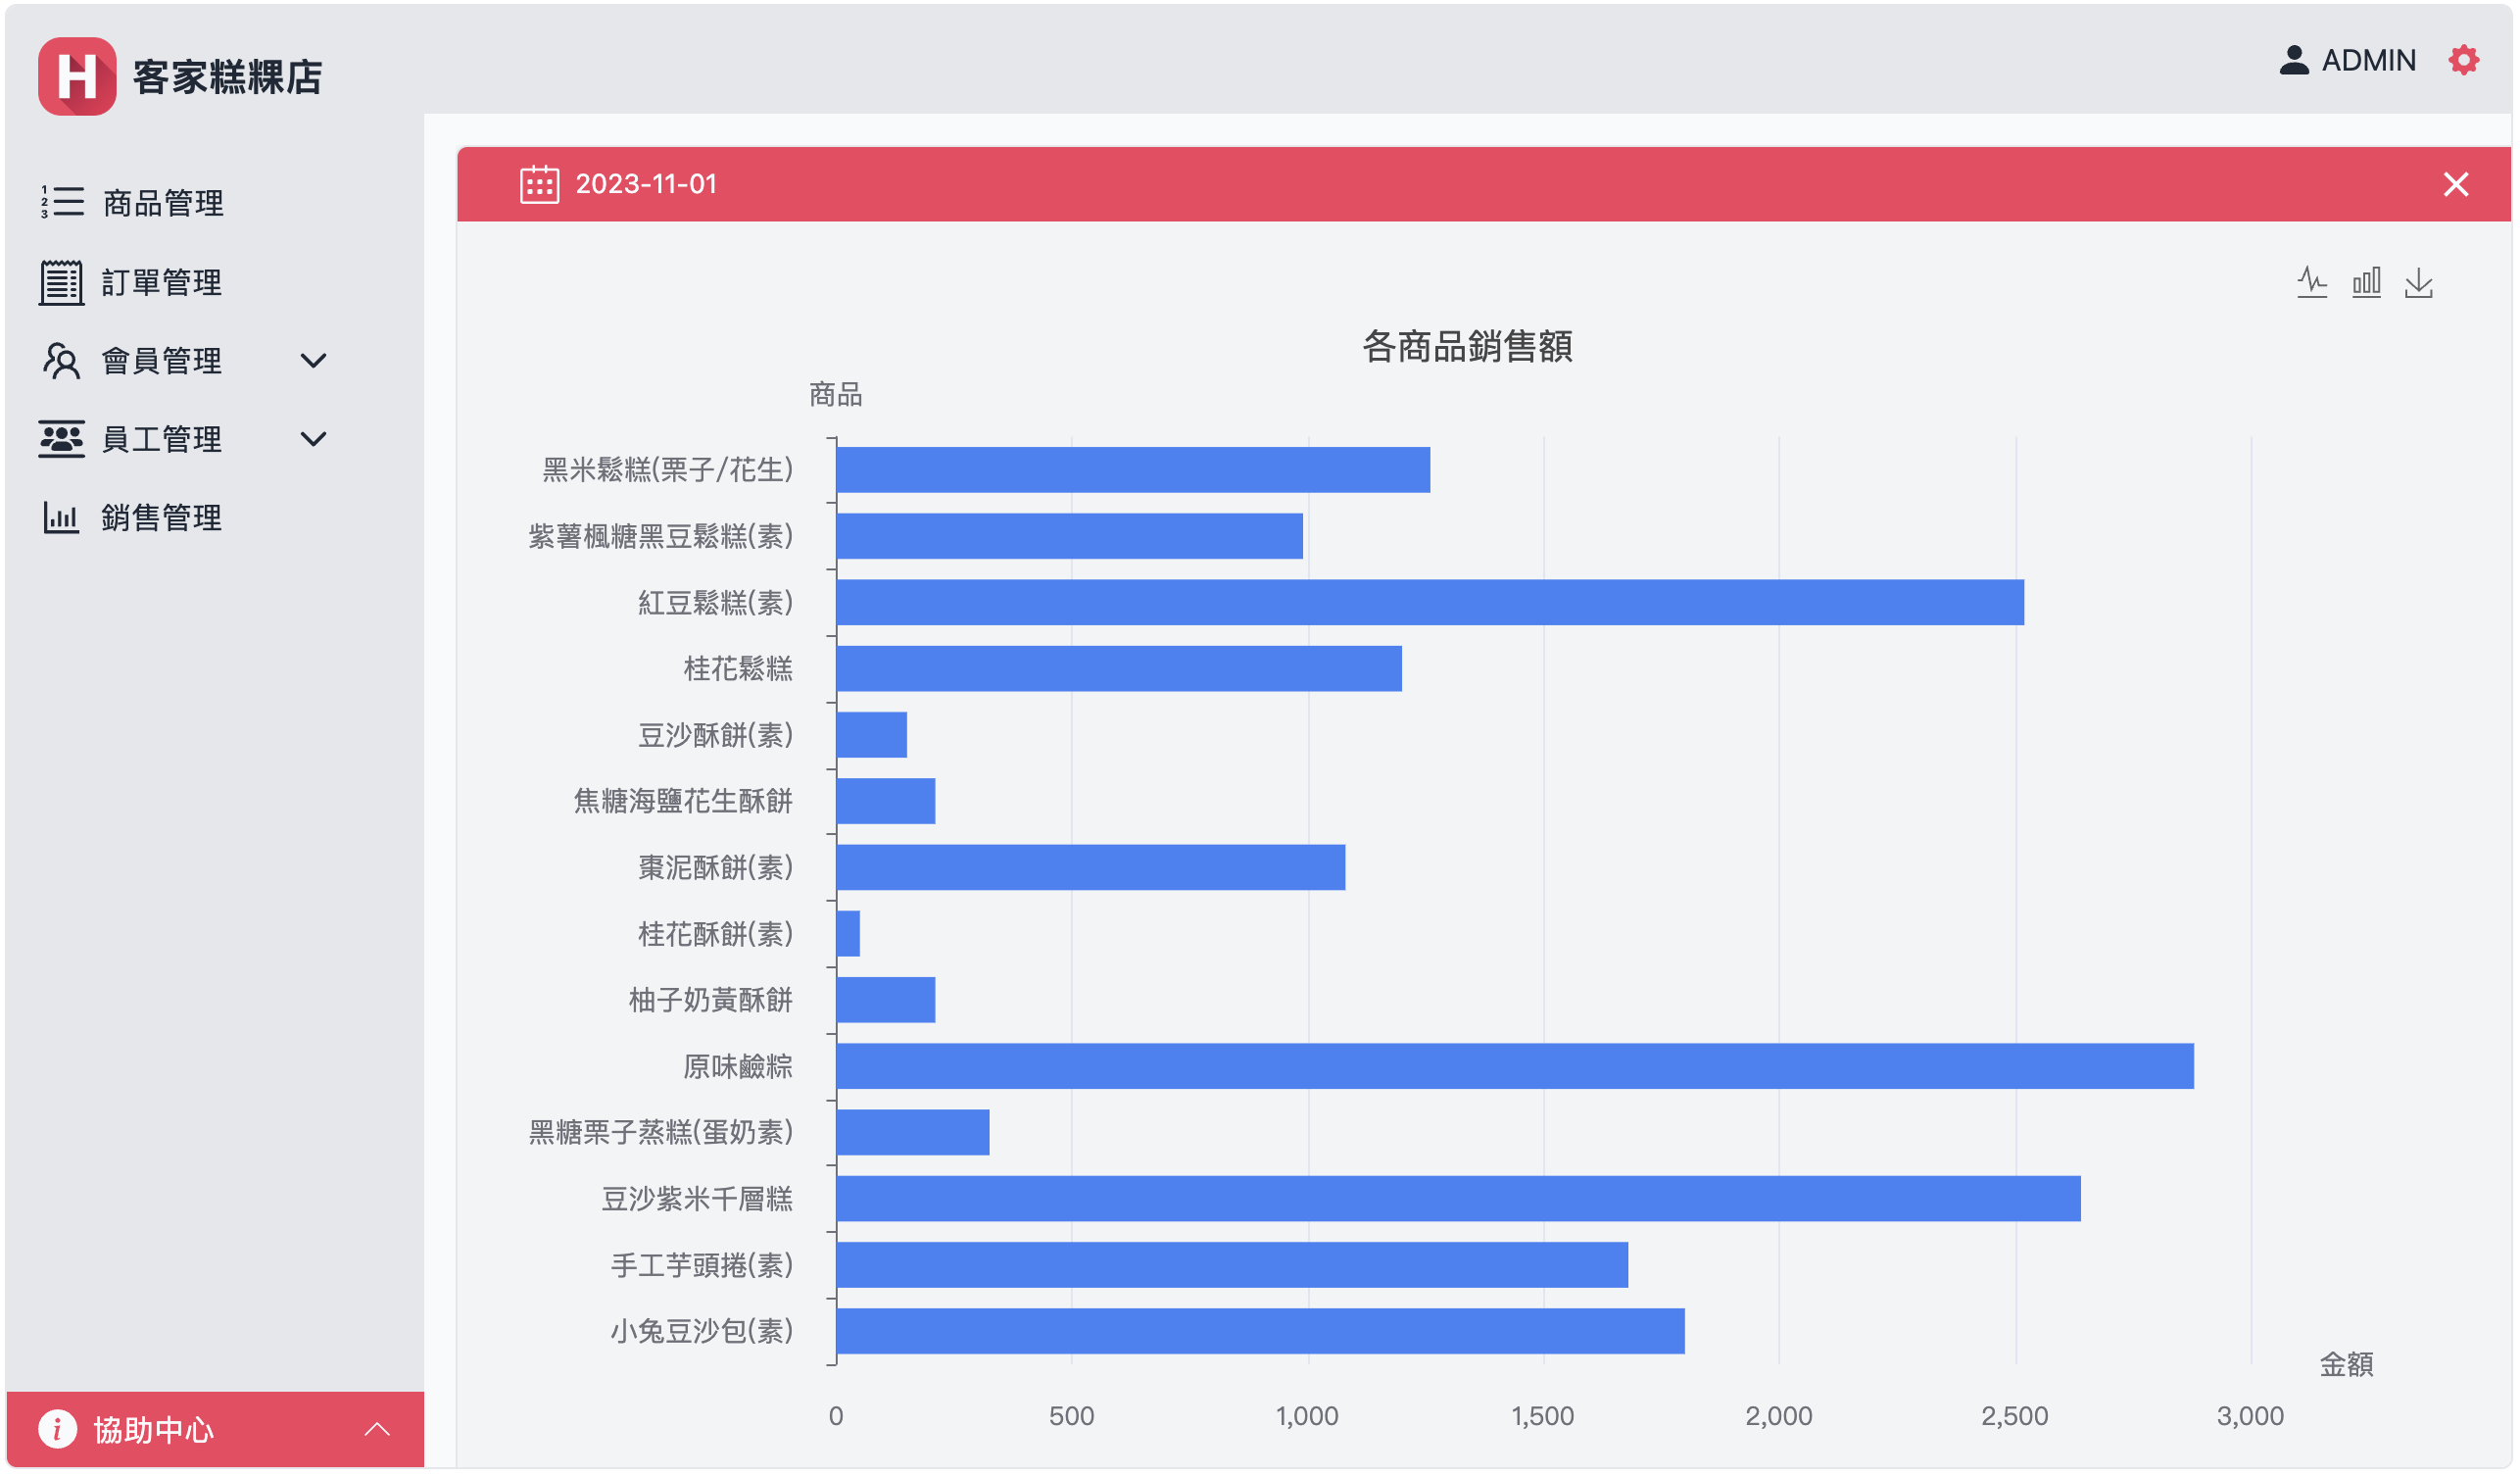 客家糕粿店
ADMIN
商品管理
訂單管理
會員管理
員工管理
銷售管理
協助中心
2023-11-01
各商品銷售額
商品
黑米鬆糕(栗子/花生)
紫薯楓糖黑豆鬆糕(素)
紅豆鬆糕(素)
桂花鬆糕
豆沙酥餅(素)
焦糖海鹽花生酥餅
棗泥酥餅(素)
桂花酥餅(素)
柚子奶黃酥餅
原味鹼粽
黑糖栗子蒸糕(蛋奶素)
豆沙紫米千層糕
手工芋頭捲(素)
小兔豆沙包(素)
金額
0 500 1,000 1,500 2,000 2,500 3,000